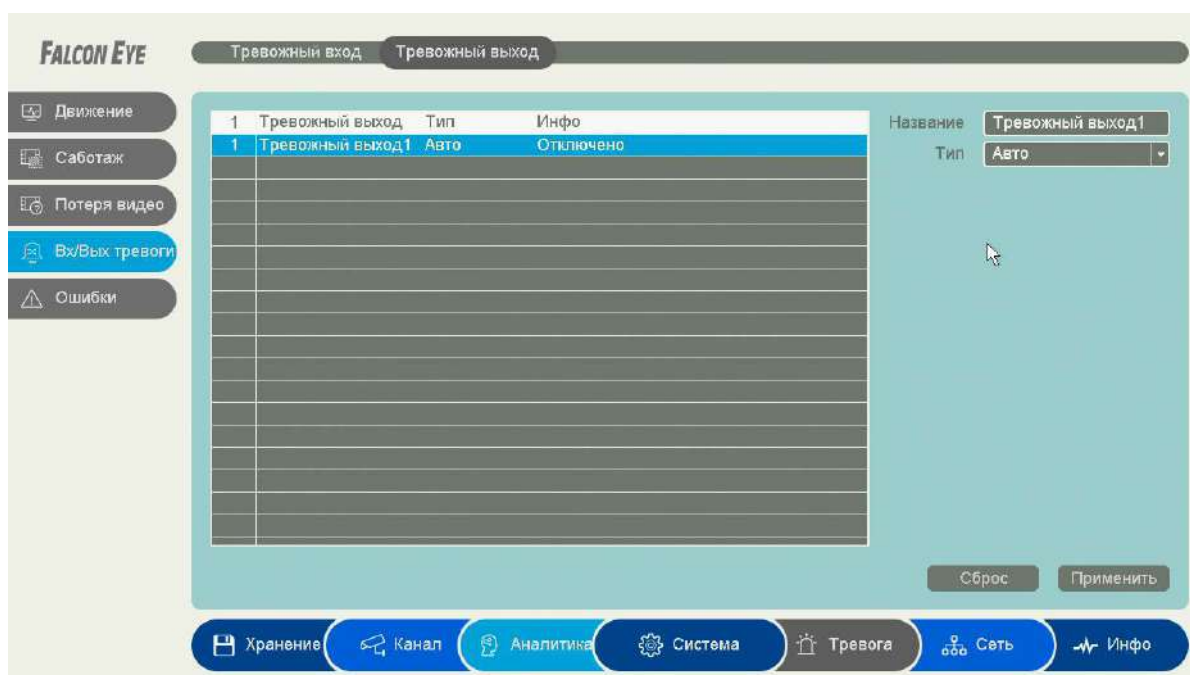 FALCON EYE
Тревожный вход Тревожный выход
Движение
Саботаж
Потеря видео
Вх/Вых тревоги
Ошибки
1 Тревожный выход Тип Инфо
1 Тревожный выход1 Авто Отключено
Название Тревожный выход1
Тип Авто
Сброс Применить
Хранение Канал Аналитика Система Тревога Сеть Инфо